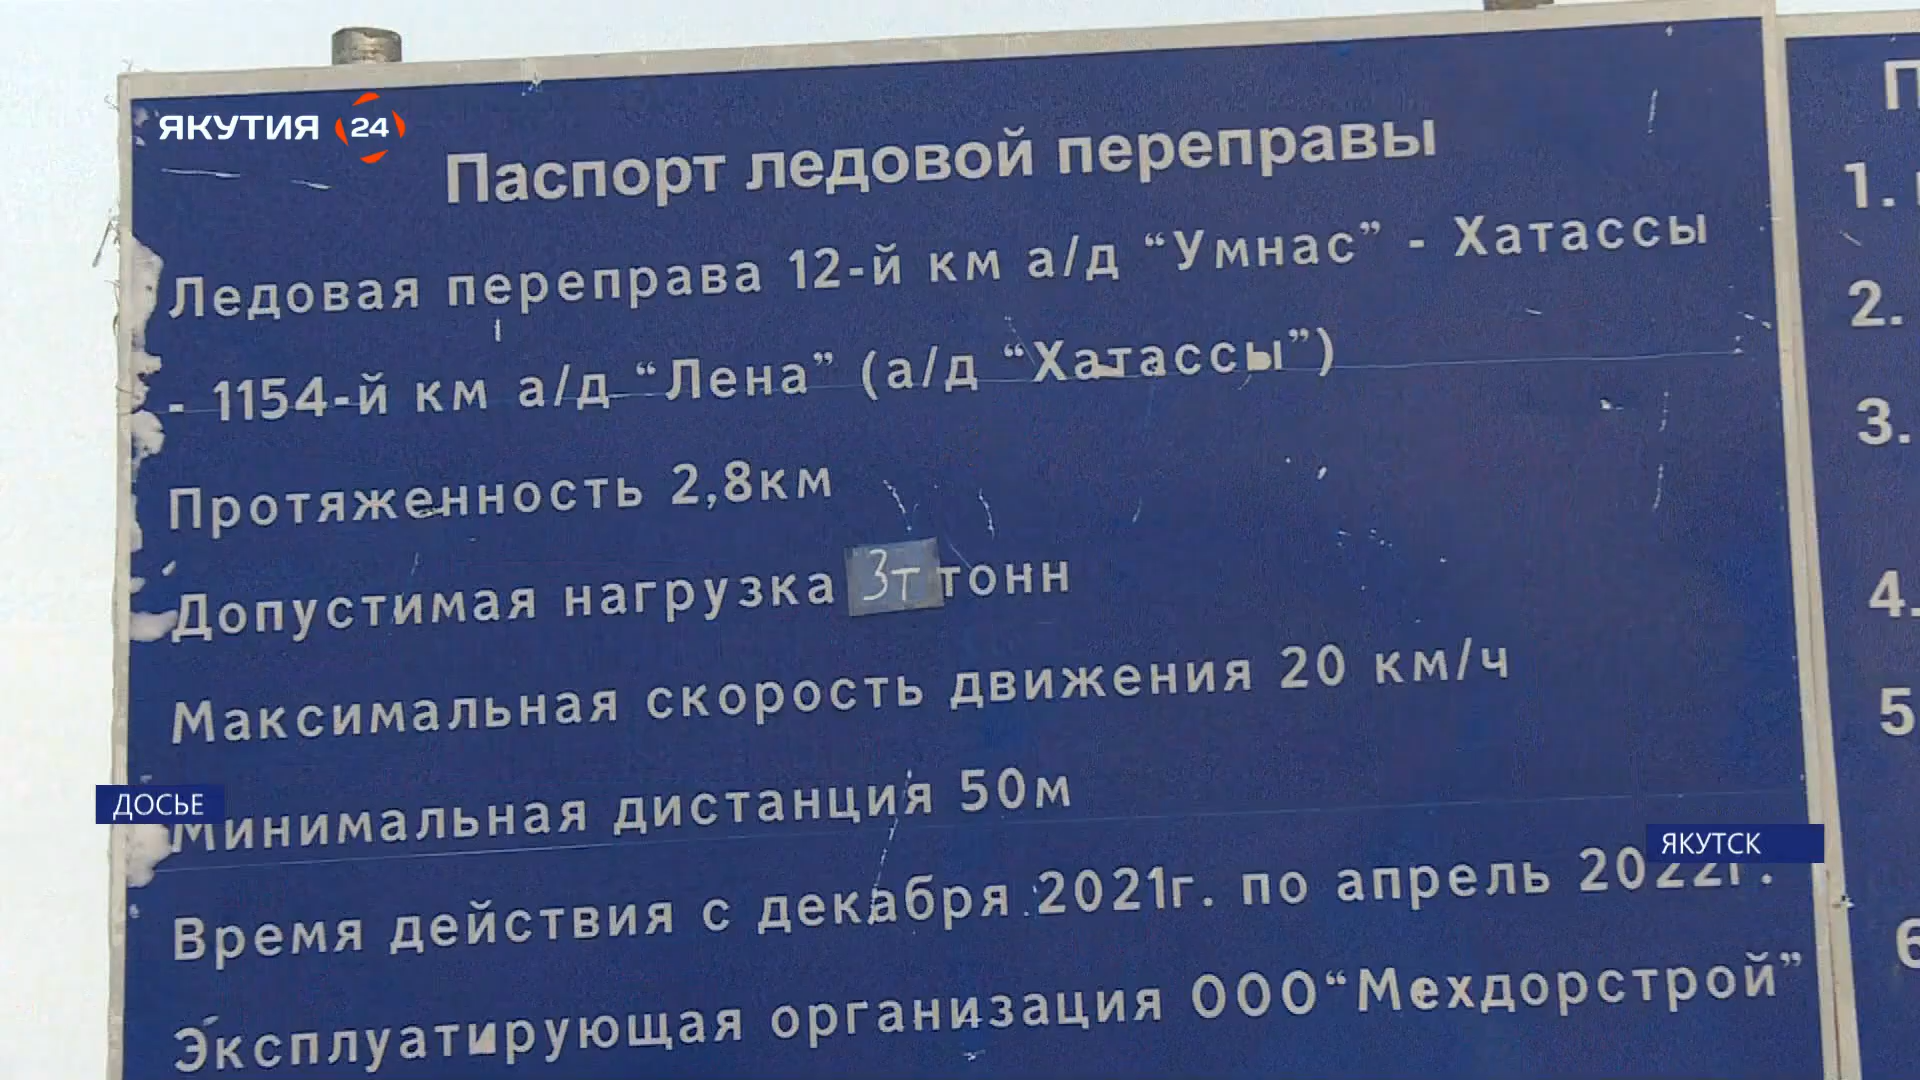 ЯКУТИЯ 24
Паспорт ледовой переправы
Ледовая переправа 12-й км а/д “Умнас” - Хатассы
- 1154-й км а/д “Лена” (а/д “Хатассы”)
Протяженность 2,8км
Допустимая нагрузка 3т тонн
Максимальная скорость движения 20 км/ч
Минимальная дистанция 50м
Время действия с декабря 2021г. по апрель 2022г.
Эксплуатирующая организация ООО“Мехдорстрой”
ДОСЬЕ
ЯКУТСК
П
1.
2.
3.
4.
5
6